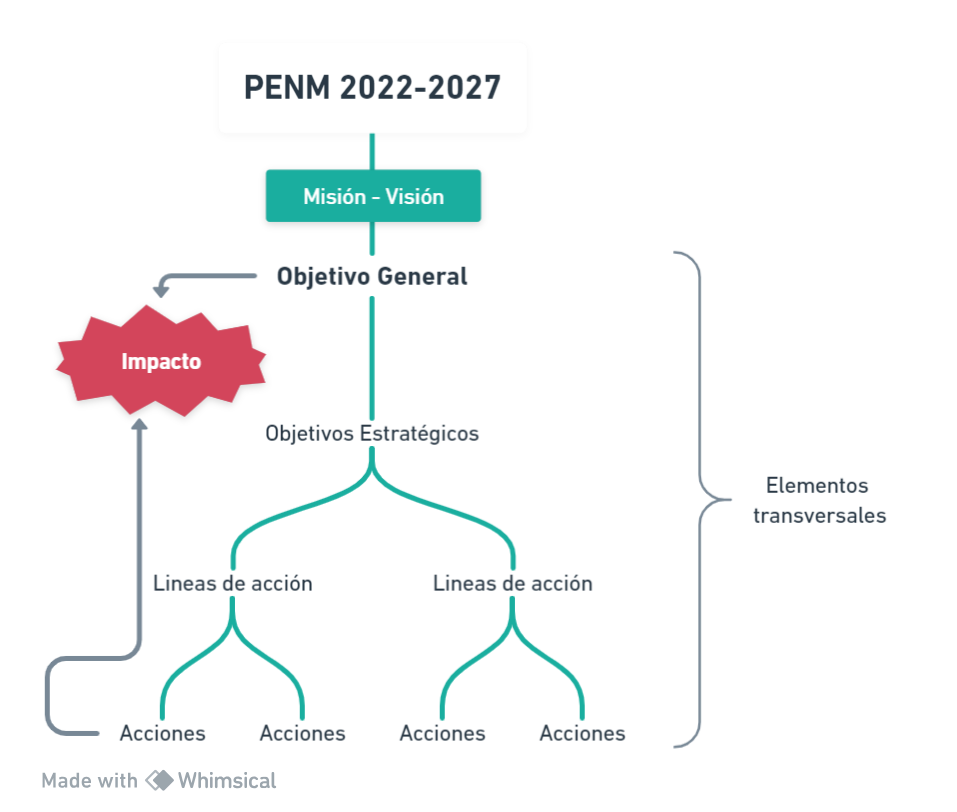 PENM 2022-2027
Misión - Visión
Objetivo General
Impacto
Objetivos Estratégicos
Elementos
transversales
Lineas de acción
Lineas de acción
Acciones
Acciones
Acciones
Acciones
Made with Whimsical